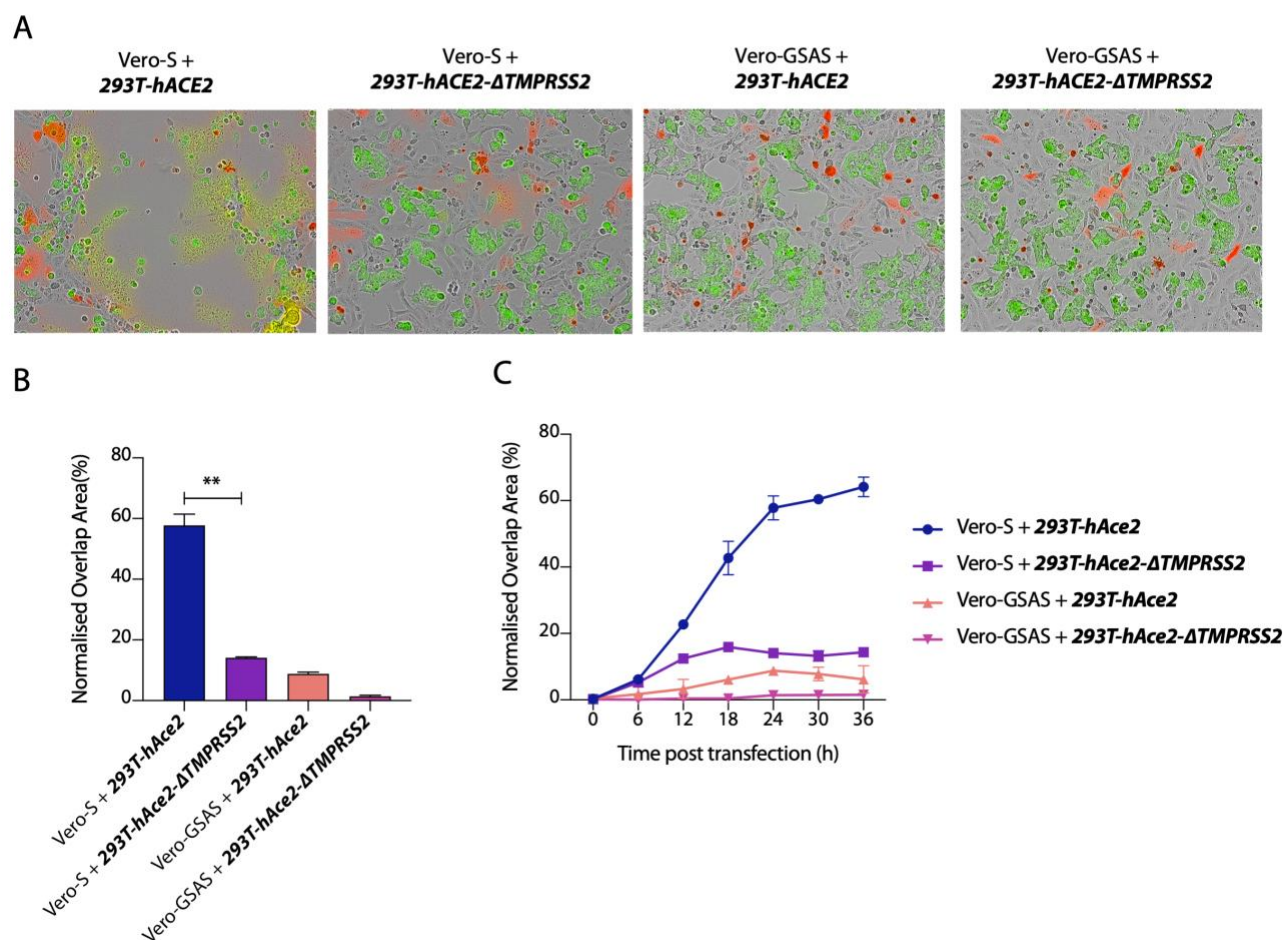 A
Vero-S +
293T-hACE2
Vero-S +
293T-hACE2-ΔTMPRSS2
Vero-GSAS +
293T-hACE2
Vero-GSAS +
293T-hACE2-ΔTMPRSS2
B
Normalised Overlap Area(%)
80
60
40
20
0
**
Vero-S + 293T-hAce2
Vero-S + 293T-hAce2-ΔTMPRSS2
Vero-GSAS + 293T-hAce2
Vero-GSAS + 293T-hAce2-ΔTMPRSS2
C
Normalised Overlap Area (%)
80
60
40
20
0
0 6 12 18 24 30 36
Time post transfection (h)
Vero-S + 293T-hAce2
Vero-S + 293T-hAce2-ΔTMPRSS2
Vero-GSAS + 293T-hAce2
Vero-GSAS + 293T-hAce2-ΔTMPRSS2